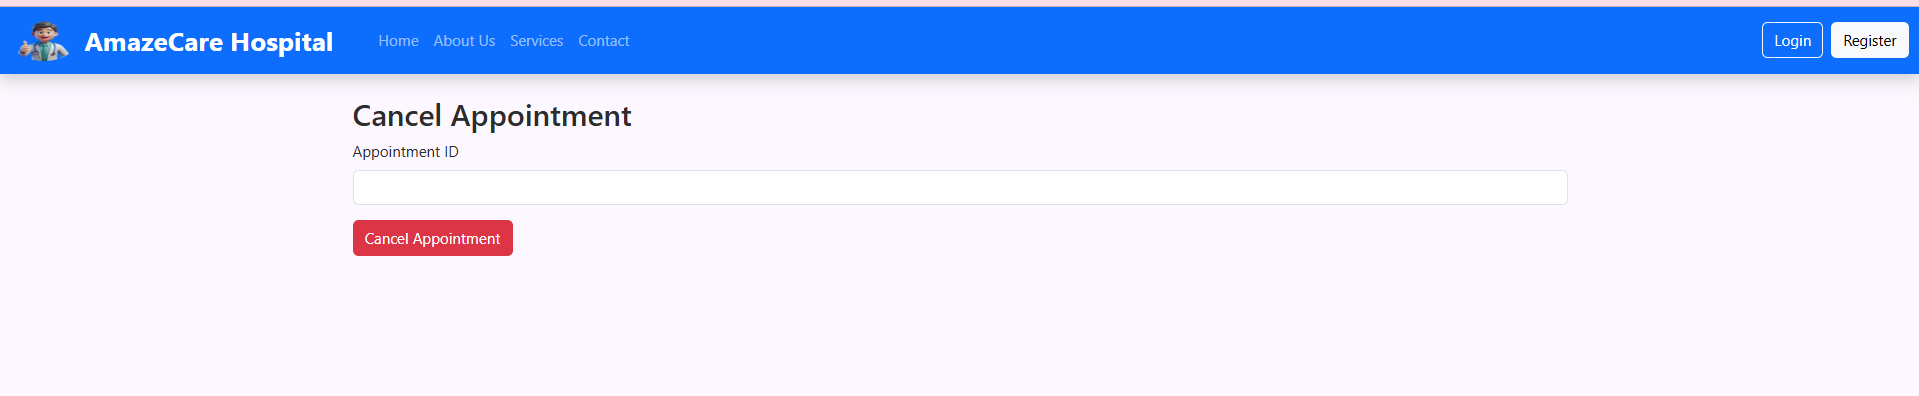 AmazeCare Hospital Home About Us Services Contact Login Register
Cancel Appointment
Appointment ID
Cancel Appointment